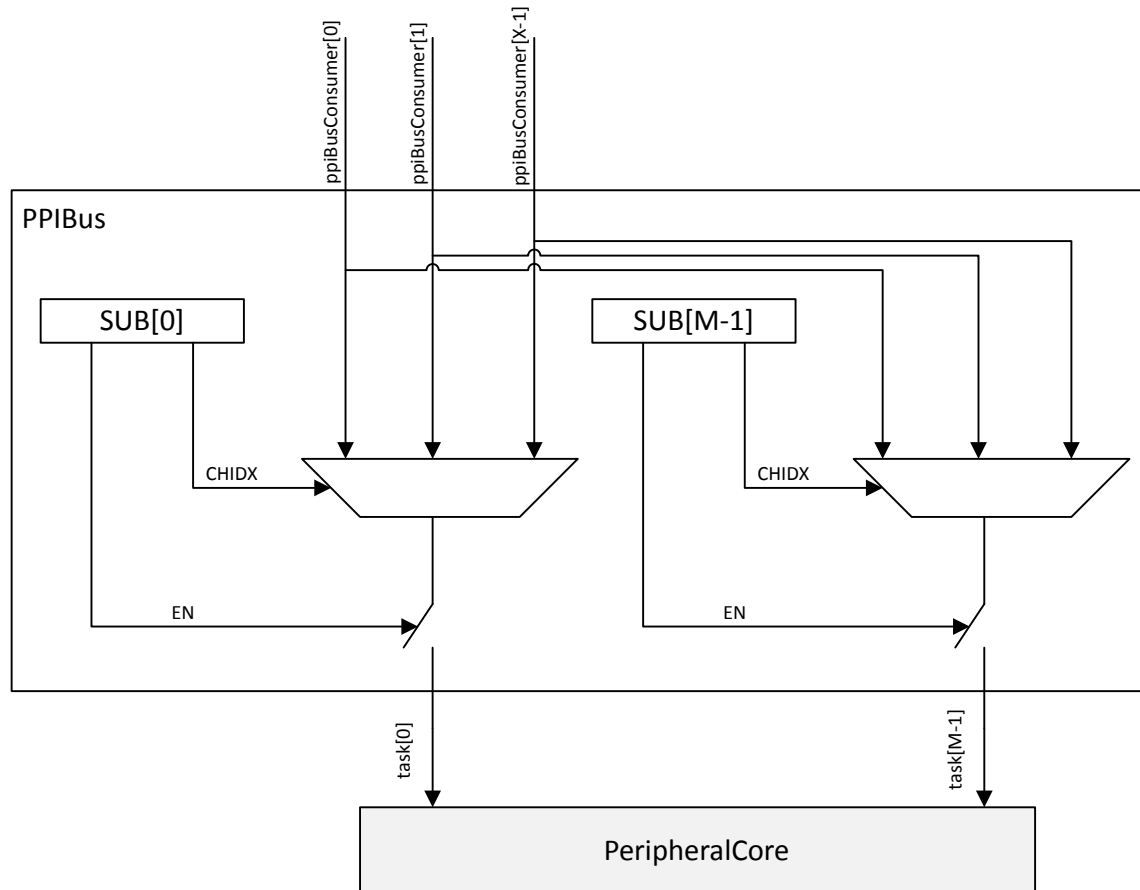 ppiBusConsumer[0]
ppiBusConsumer[1]
ppiBusConsumer[X-1]
PPIBus
SUB[0]
SUB[M-1]
CHIDX
CHIDX
EN
EN
task[0]
task[M-1]
PeripheralCore